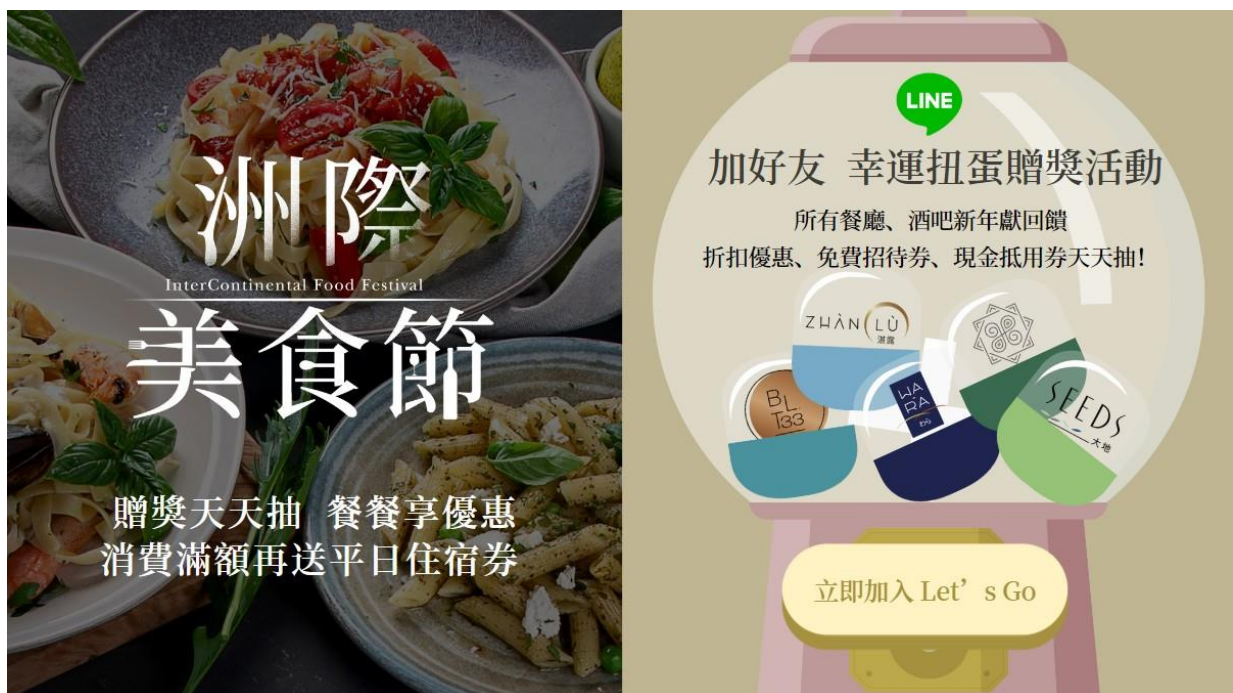 洲際
InterContinental Food Festival
美食節
贈獎天天抽 餐餐享優惠
消費滿額再送平日住宿券
LINE
加好友 幸運扭蛋贈獎活動
所有餐廳、酒吧新年獻回饋
折扣優惠、免費招待券、現金抵用券天天抽!
ZHÀN LÙ
湛露
BL.
T33
WA
RA
わら
SEEDS
大地
立即加入 Let’s Go